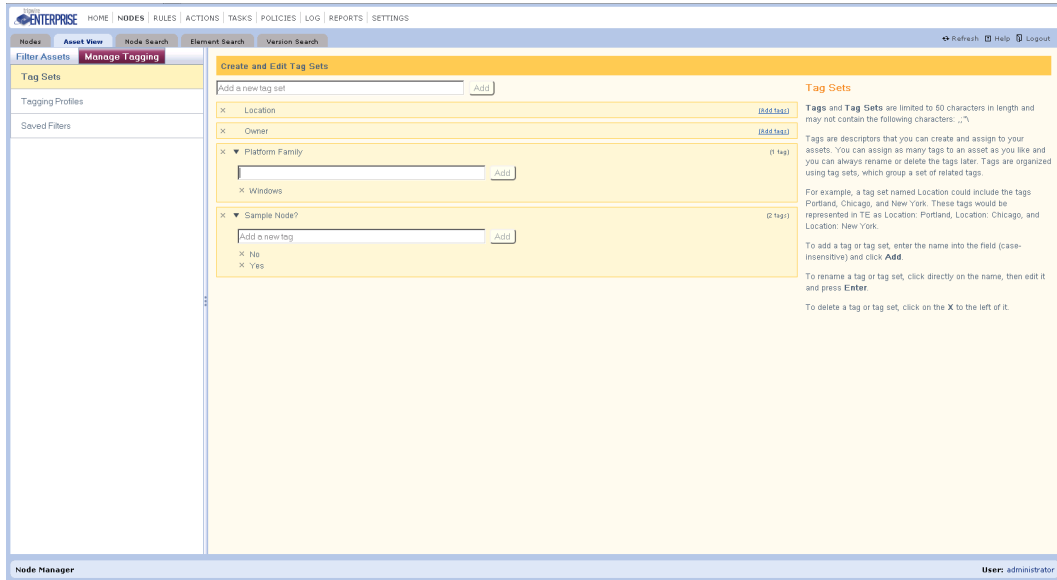 tripwire
ENTERPRISE HOME NODES RULES ACTIONS TASKS POLICIES LOG REPORTS SETTINGS
Nodes Asset View Node Search Element Search Version Search Refresh Help Logout
Filter Assets Manage Tagging
Tag Sets
Tagging Profiles
Saved Filters
Create and Edit Tag Sets
Add a new tag set Add
Location (Add tags)
Owner (Add tags)
Platform Family (1 tag)
Add
Windows
Sample Node? (2 tags)
Add a new tag Add
No
Yes
Tag Sets
Tags and Tag Sets are limited to 50 characters in length and
may not contain the following characters:
Tags are descriptors that you can create and assign to your
assets. You can assign as many tags to an asset as you like and
you can always rename or delete the tags later. Tags are organized
using tag sets, which group a set of related tags.
For example, a tag set named Location could include the tags
Portland, Chicago, and New York. These tags would be
represented in TE as Location: Portland, Location: Chicago, and
Location: New York.
To add a tag or tag set, enter the name into the field (case-
insensitive) and click Add.
To rename a tag or tag set, click directly on the name, then edit it
and press Enter.
To delete a tag or tag set, click on the X to the left of it.
Node Manager User: administrator